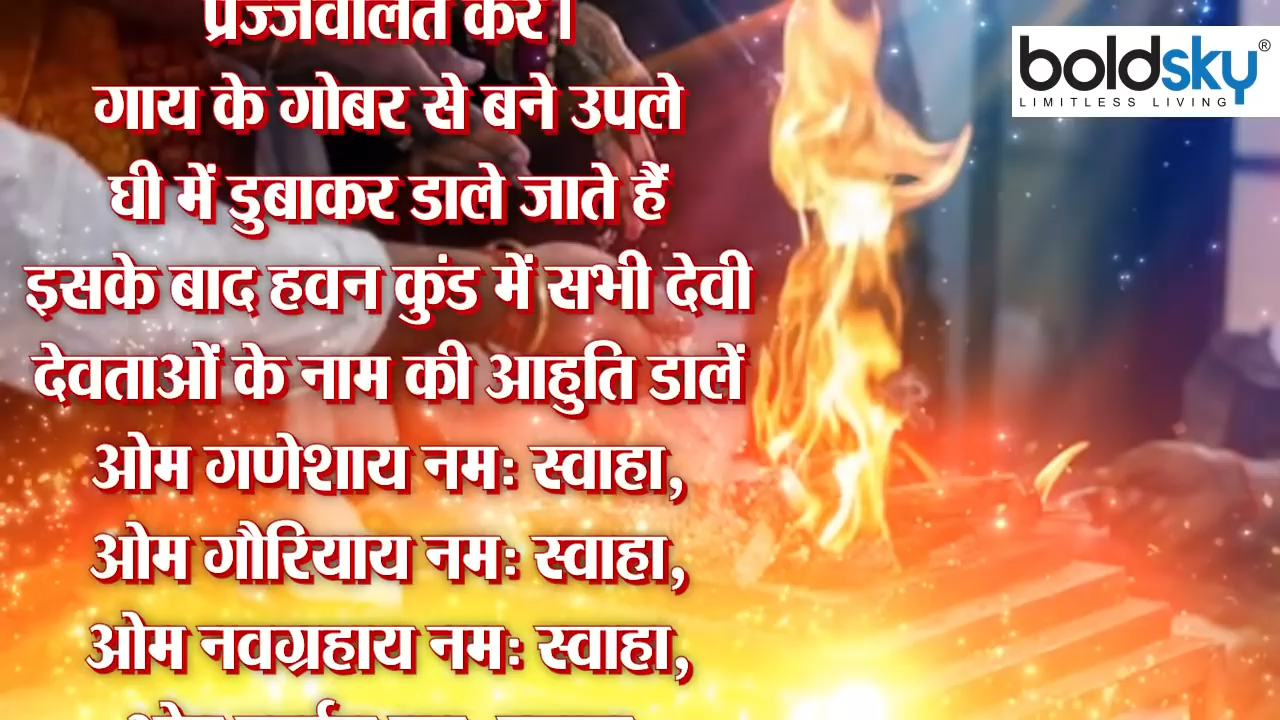 प्रज्जवलित करें।
गाय के गोबर से बने उपले
घी में डुबाकर डाले जाते हैं
इसके बाद हवन कुंड में सभी देवी
देवताओं के नाम की आहुति डालें
ओम गणेशाय नमः स्वाहा,
ओम गौरियाय नमः स्वाहा,
ओम नवग्रहाय नमः स्वाहा,
boldsky®
LIMITLESS LIVING